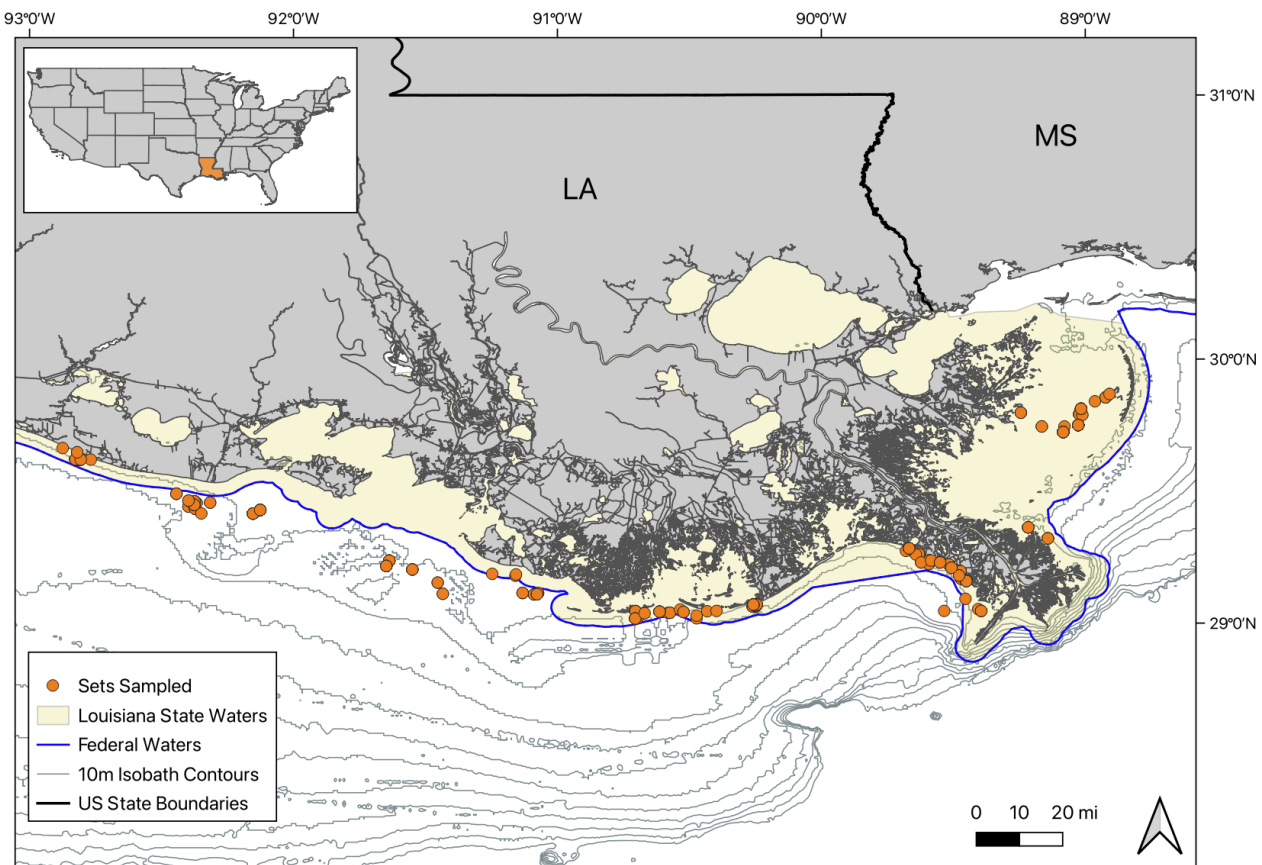 93°0'W 92°0'W 91°0'W 90°0'W 89°0'W
31°0'N
MS
LA
30°0'N
29°0'N
Sets Sampled
Louisiana State Waters
Federal Waters
10m Isobath Contours
US State Boundaries
0 10 20 mi